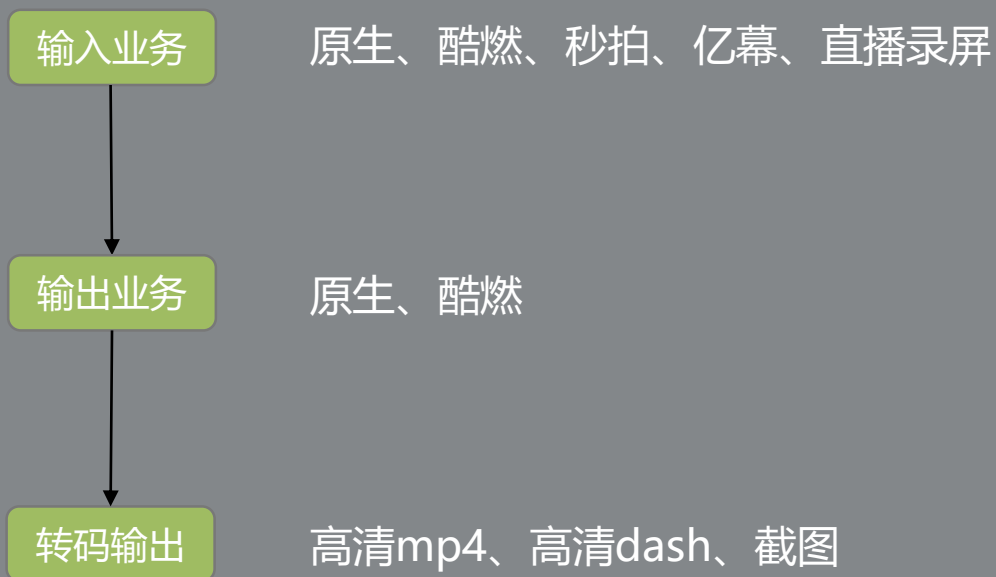 输入业务 原生、酷燃、秒拍、亿幕、直播录屏
输出业务 原生、酷燃
转码输出 高清mp4、高清dash、截图